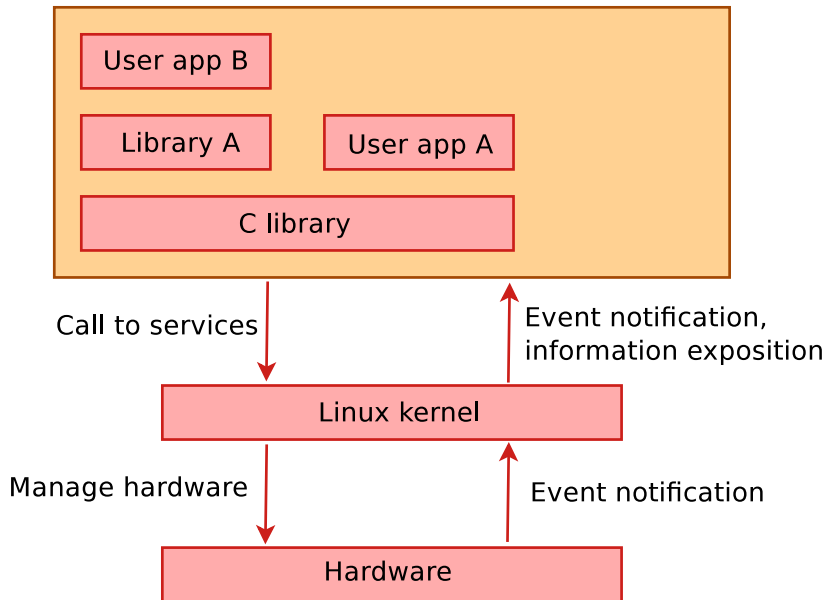 User app B
Library A
User app A
C library
Call to services
Event notification,
information exposition
Linux kernel
Manage hardware
Event notification
Hardware